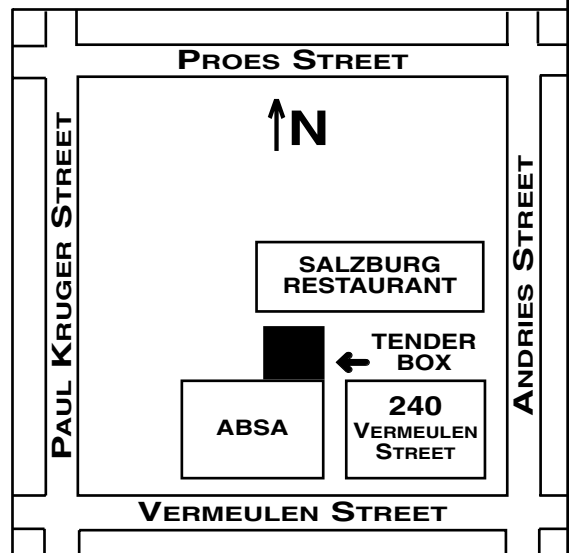 PROES STREET
N
PAUL KRUGER STREET
ANDRIES STREET
SALZBURG
RESTAURANT
TENDER
BOX
ABSA
240
VERMEULEN
STREET
VERMEULEN STREET